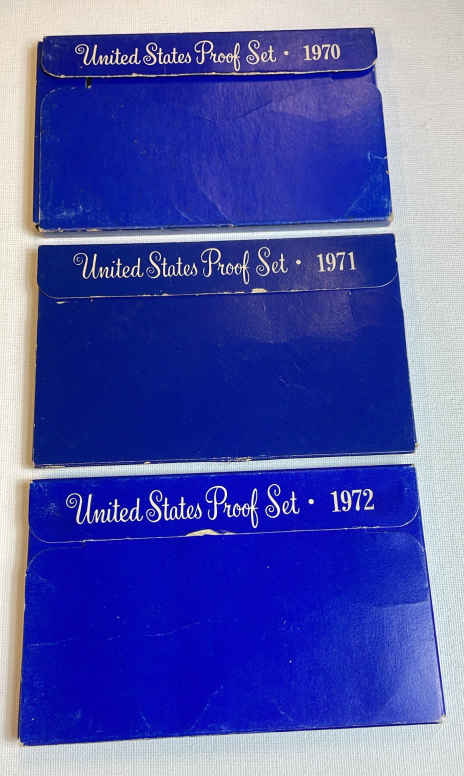 United States Proof Set • 1970
United States Proof Set • 1971
United States Proof Set • 1972